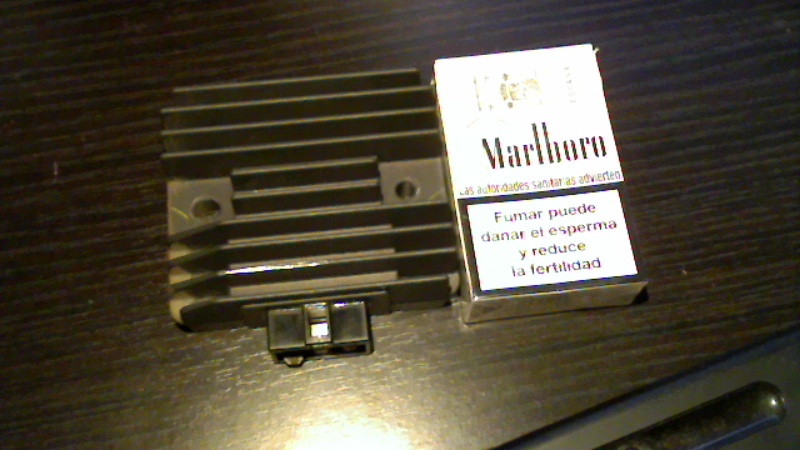 Marlboro
Las autoridades sanitarias advierten
Fumar puede
dañar el esperma
y reduce
la fertilidad